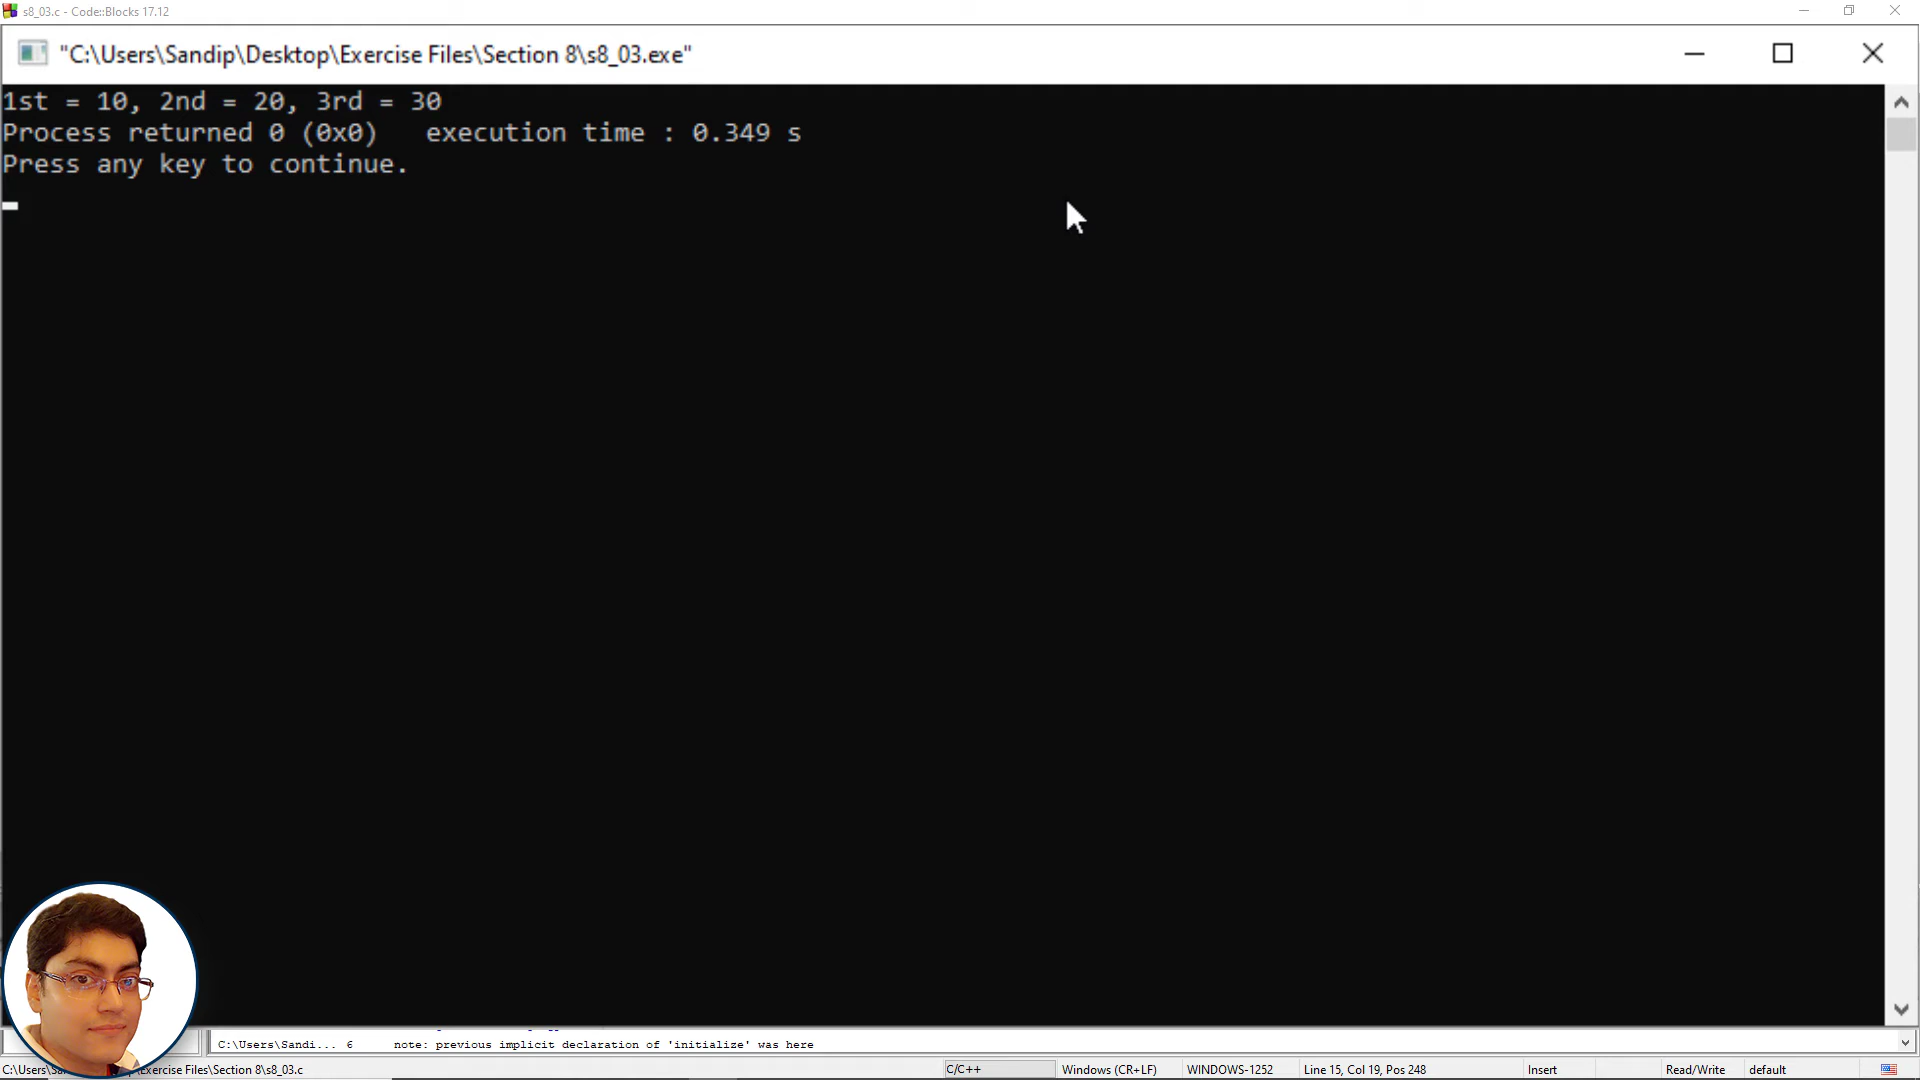 s8_03.c - Code::Blocks 17.12
"C:\Users\Sandip\Desktop\Exercise Files\Section 8\s8_03.exe"
1st = 10, 2nd = 20, 3rd = 30
Process returned 0 (0x0)   execution time : 0.349 s
Press any key to continue.
C:\Users\Sandi... 6 note: previous implicit declaration of 'initialize' was here
Exercise Files\Section 8\s8_03.c C/C++ Windows (CR+LF) WINDOWS-1252 Line 15, Col 19, Pos 248 Insert Read/Write default